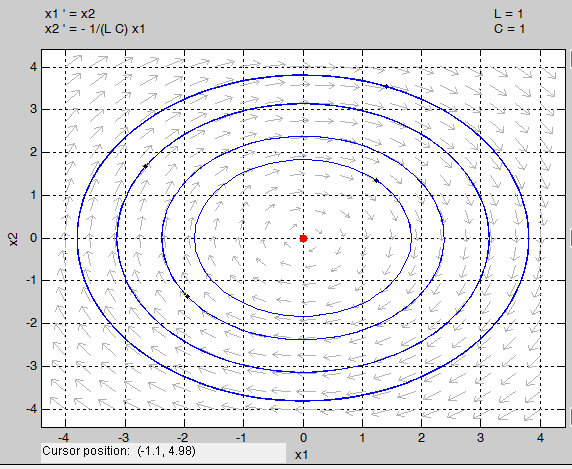 x1 ' = x2
x2 ' = - 1/(L C) x1
L = 1
C = 1
4
3
2
1
0
-1
-2
-3
-4
x2
-4
-3
-2
-1
0
1
2
3
4
x1
Cursor position: (-1.1, 4.98)